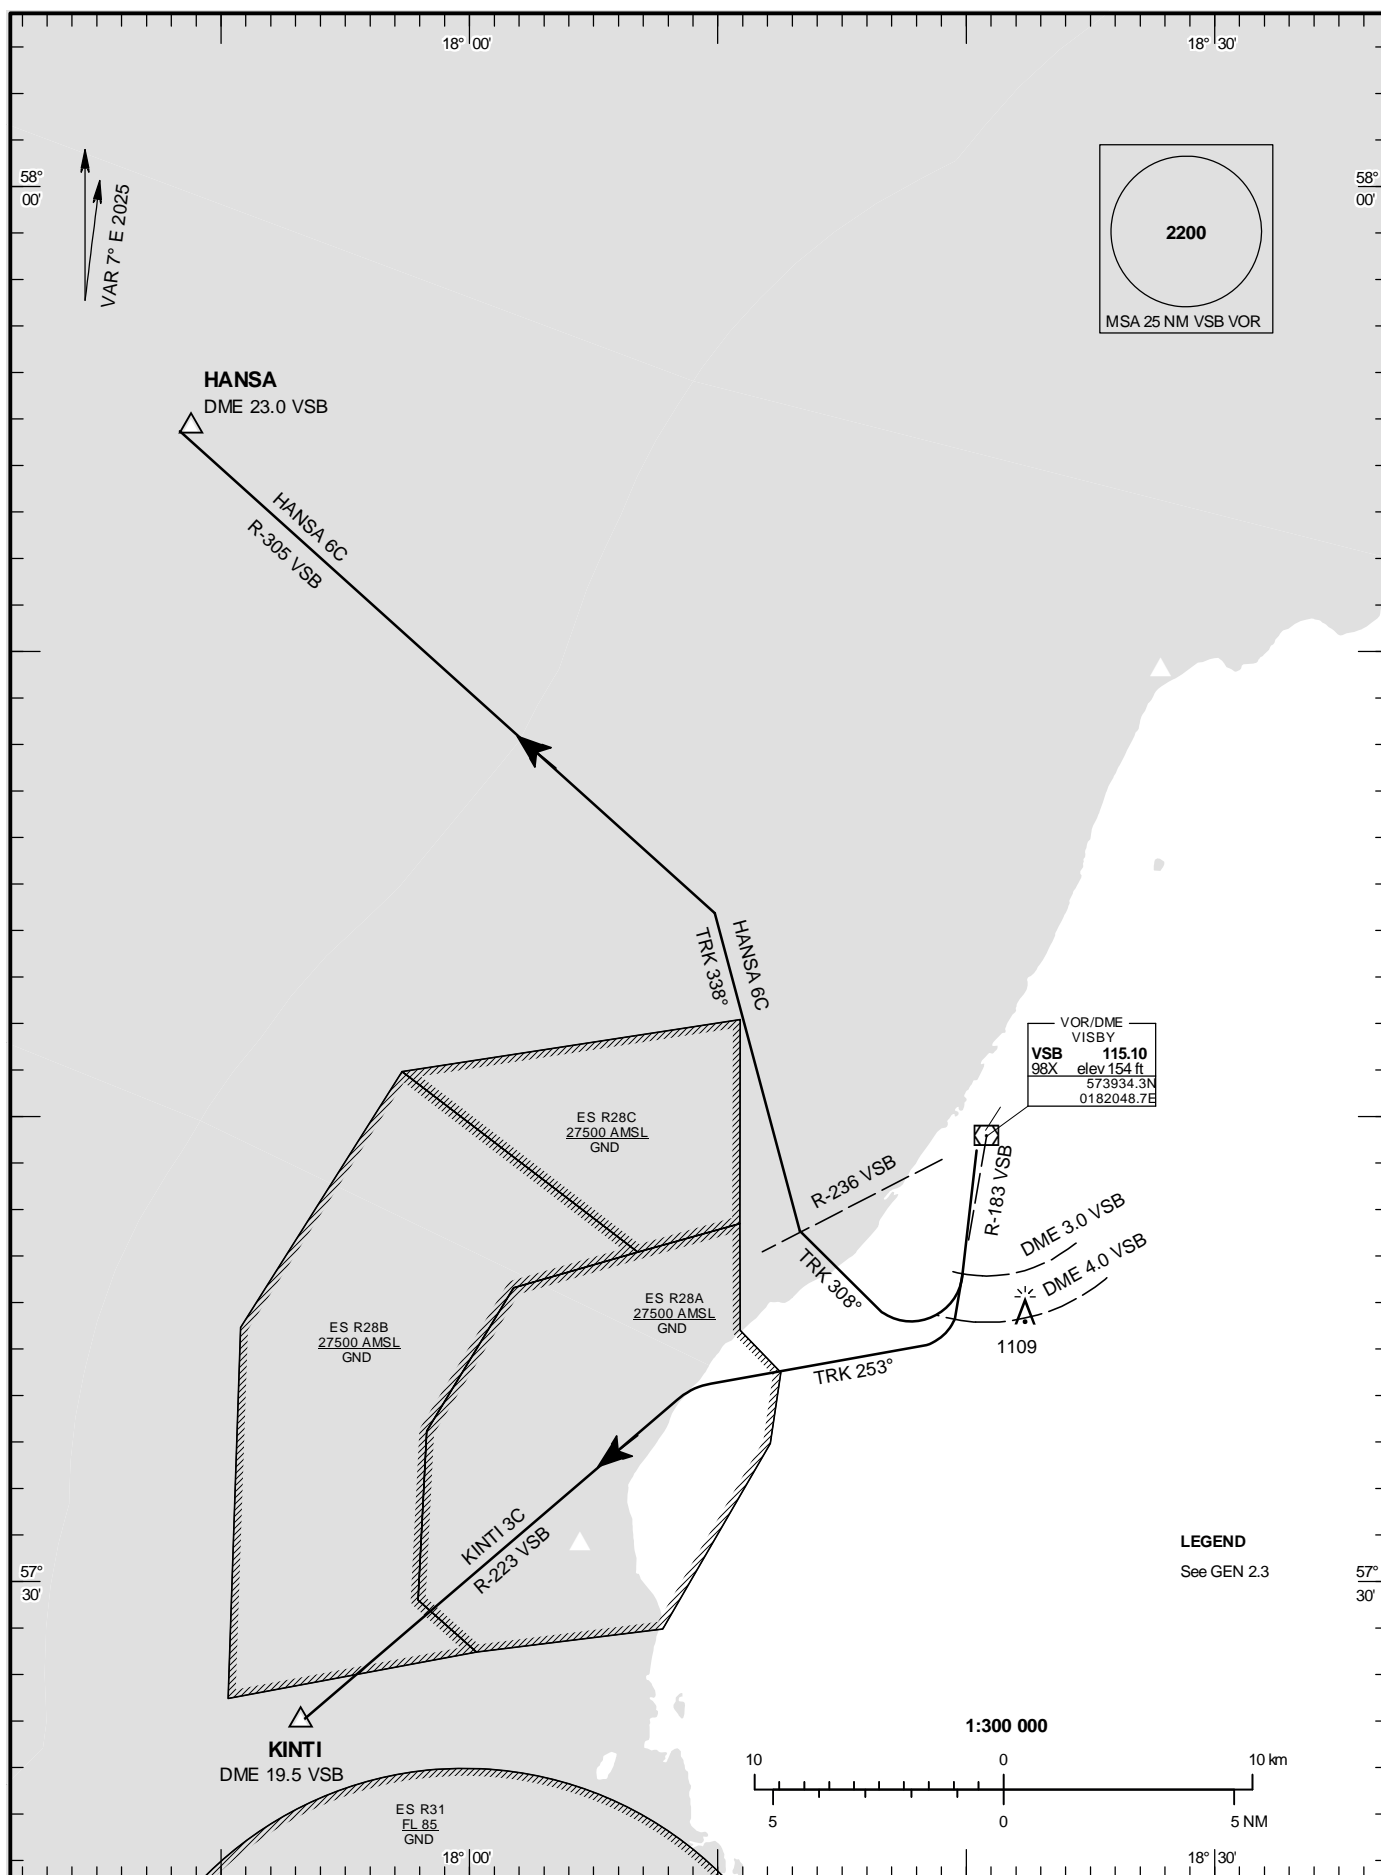 18° 00'
18° 30'
58°
00'
58°
00'
VAR 7° E 2025
2200
MSA 25 NM VSB VOR
HANSA
DME 23.0 VSB
HANSA 6C
R-305 VSB
HANSA 6C
TRK 338°
VOR/DME
VISBY
VSB 115.10
98X elev 154 ft
573934.3N
0182048.7E
ES R28C
27500 AMSL
GND
R-236 VSB
R-183 VSB
DME 3.0 VSB
DME 4.0 VSB
TRK 308°
ES R28A
27500 AMSL
GND
ES R28B
27500 AMSL
GND
1109
TRK 253°
KINTI 3C
R-223 VSB
LEGEND
See GEN 2.3
57°
30'
57°
30'
KINTI
DME 19.5 VSB
1:300 000
10 0 10 km
5 0 5 NM
ES R31
FL 85
GND
18° 00'
18° 30'